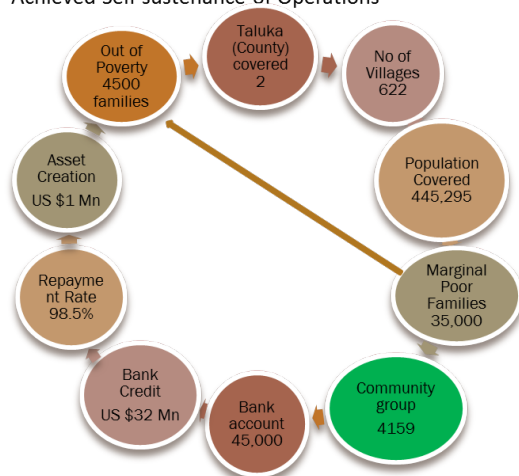 Achieved Self-sustenance of Operations
Taluka
(County)
covered
2
No of
Villages
622
Population
Covered
445,295
Marginal
Poor
Families
35,000
Community
group
4159
Bank
account
45,000
Bank
Credit
US $32 Mn
Repayme
nt Rate
98.5%
Asset
Creation
US $1 Mn
Out of
Poverty
4500
families